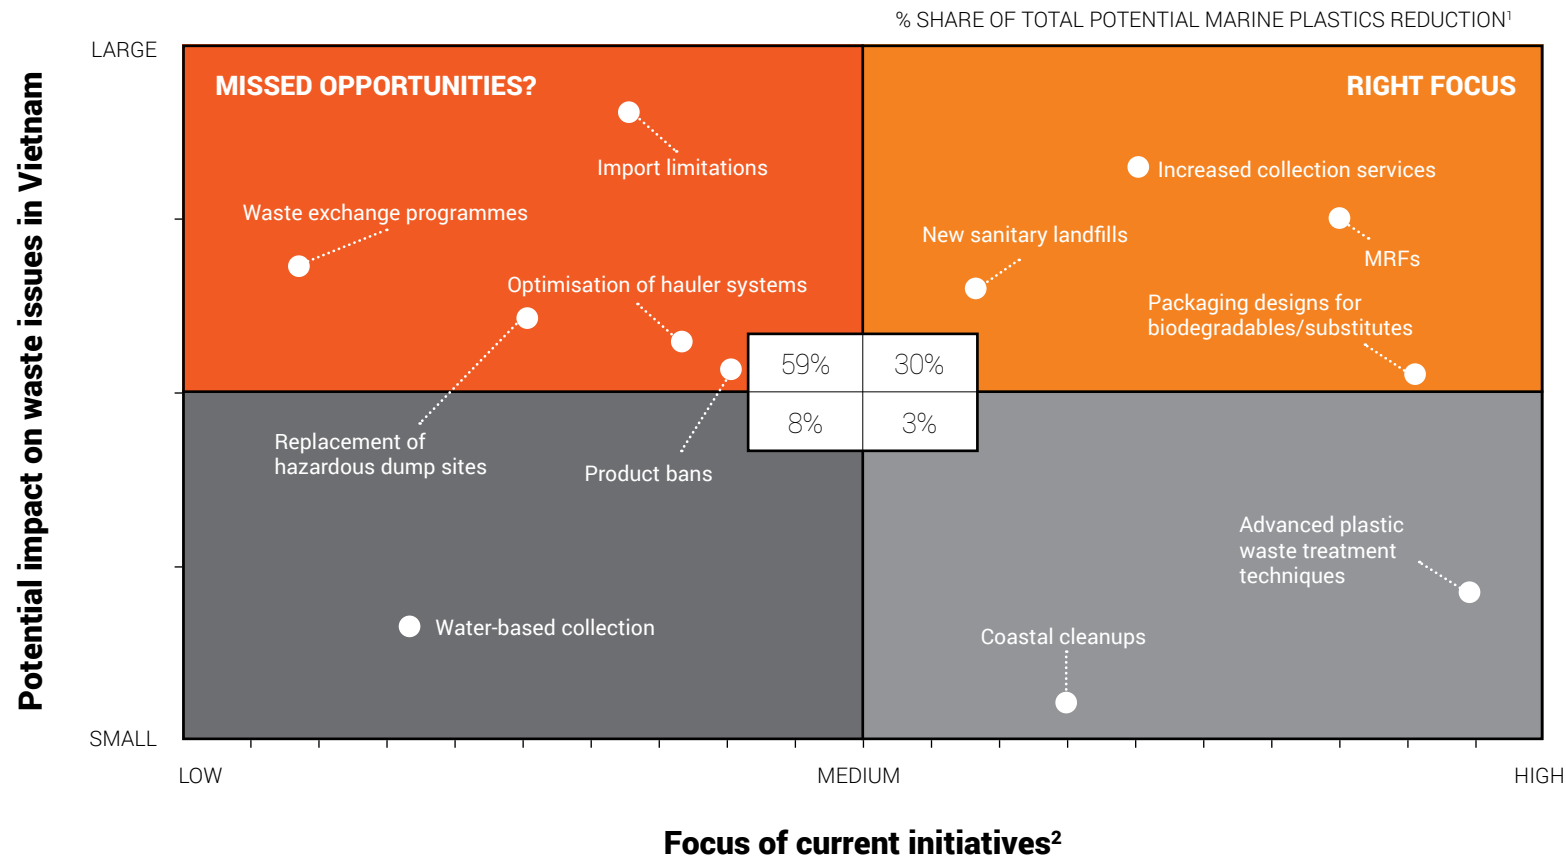 % SHARE OF TOTAL POTENTIAL MARINE PLASTICS REDUCTION¹
LARGE
Potential impact on waste issues in Vietnam
MISSED OPPORTUNITIES?
RIGHT FOCUS
Import limitations
Increased collection services
Waste exchange programmes
New sanitary landfills
MRFs
Optimisation of hauler systems
Packaging designs for
biodegradables/substitutes
59%
30%
8%
3%
Replacement of
hazardous dump sites
Product bans
Advanced plastic
waste treatment
techniques
Water-based collection
Coastal cleanups
SMALL
LOW
MEDIUM
HIGH
Focus of current initiatives²